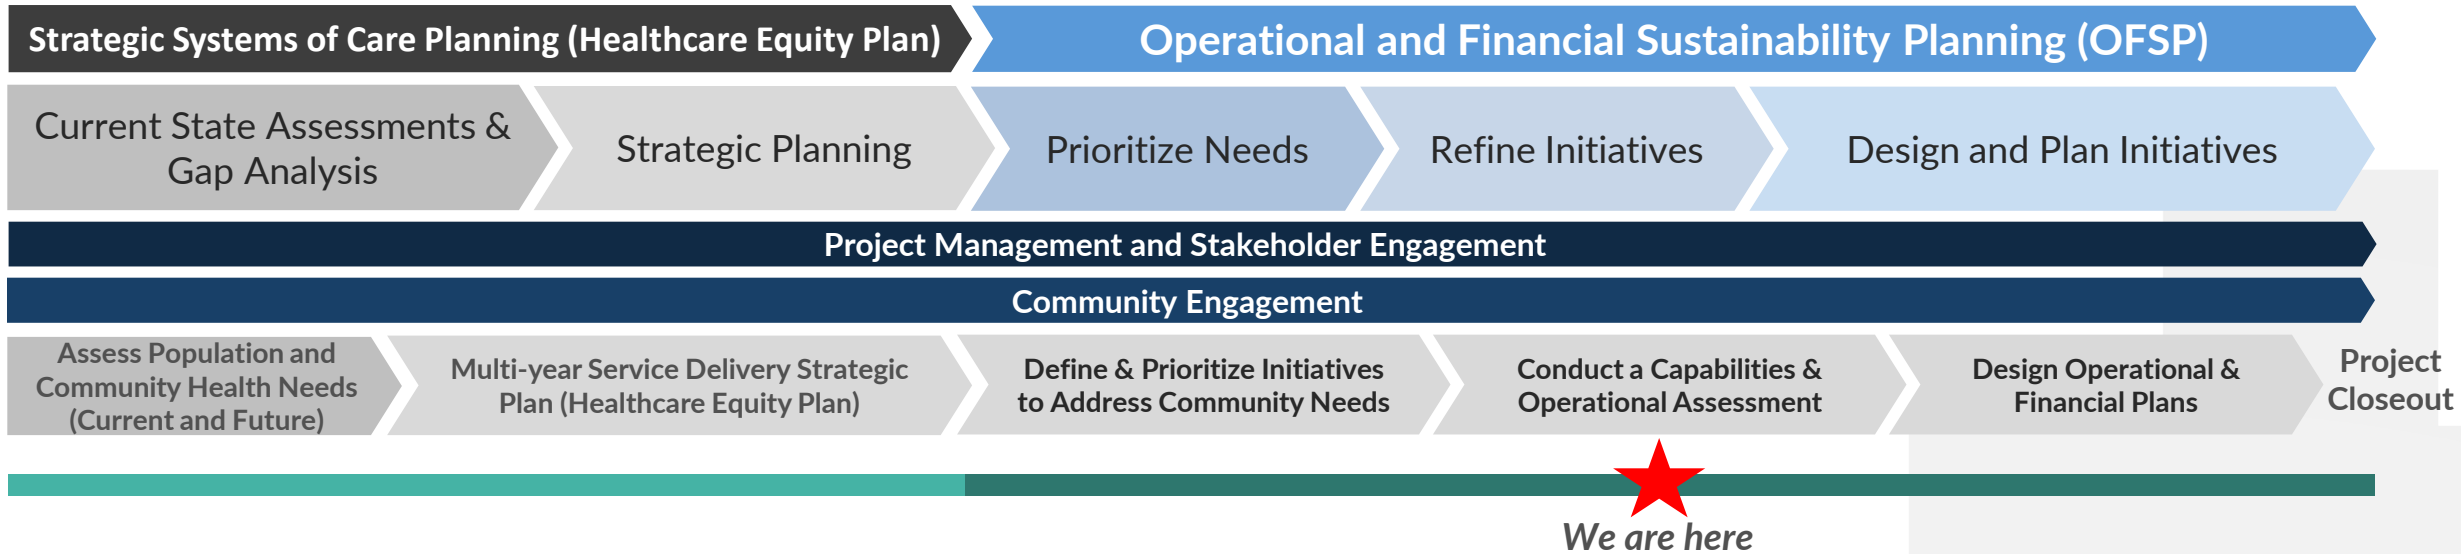 Strategic Systems of Care Planning (Healthcare Equity Plan)
Operational and Financial Sustainability Planning (OFSP)
Current State Assessments &
Gap Analysis
Strategic Planning
Prioritize Needs
Refine Initiatives
Design and Plan Initiatives
Project Management and Stakeholder Engagement
Community Engagement
Assess Population and
Community Health Needs
(Current and Future)
Multi-year Service Delivery Strategic
Plan (Healthcare Equity Plan)
Define & Prioritize Initiatives
to Address Community Needs
Conduct a Capabilities &
Operational Assessment
Design Operational &
Financial Plans
Project
Closeout
We are here